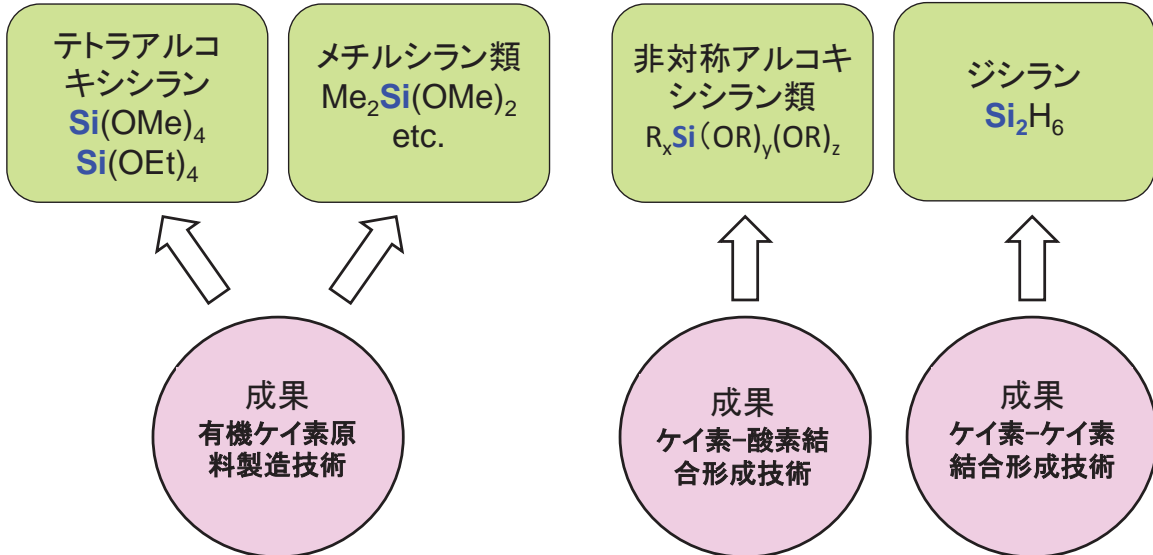 テトラアルコ
キシシラン
Si(OMe)₄
Si(OEt)₄
メチルシラン類
Me₂Si(OMe)₂
etc.
非対称アルコキ
シシラン類
RₓSi（OR)y(OR)z
ジシラン
Si₂H₆
成果
有機ケイ素原
料製造技術
成果
ケイ素−酸素結
合形成技術
成果
ケイ素−ケイ素
結合形成技術